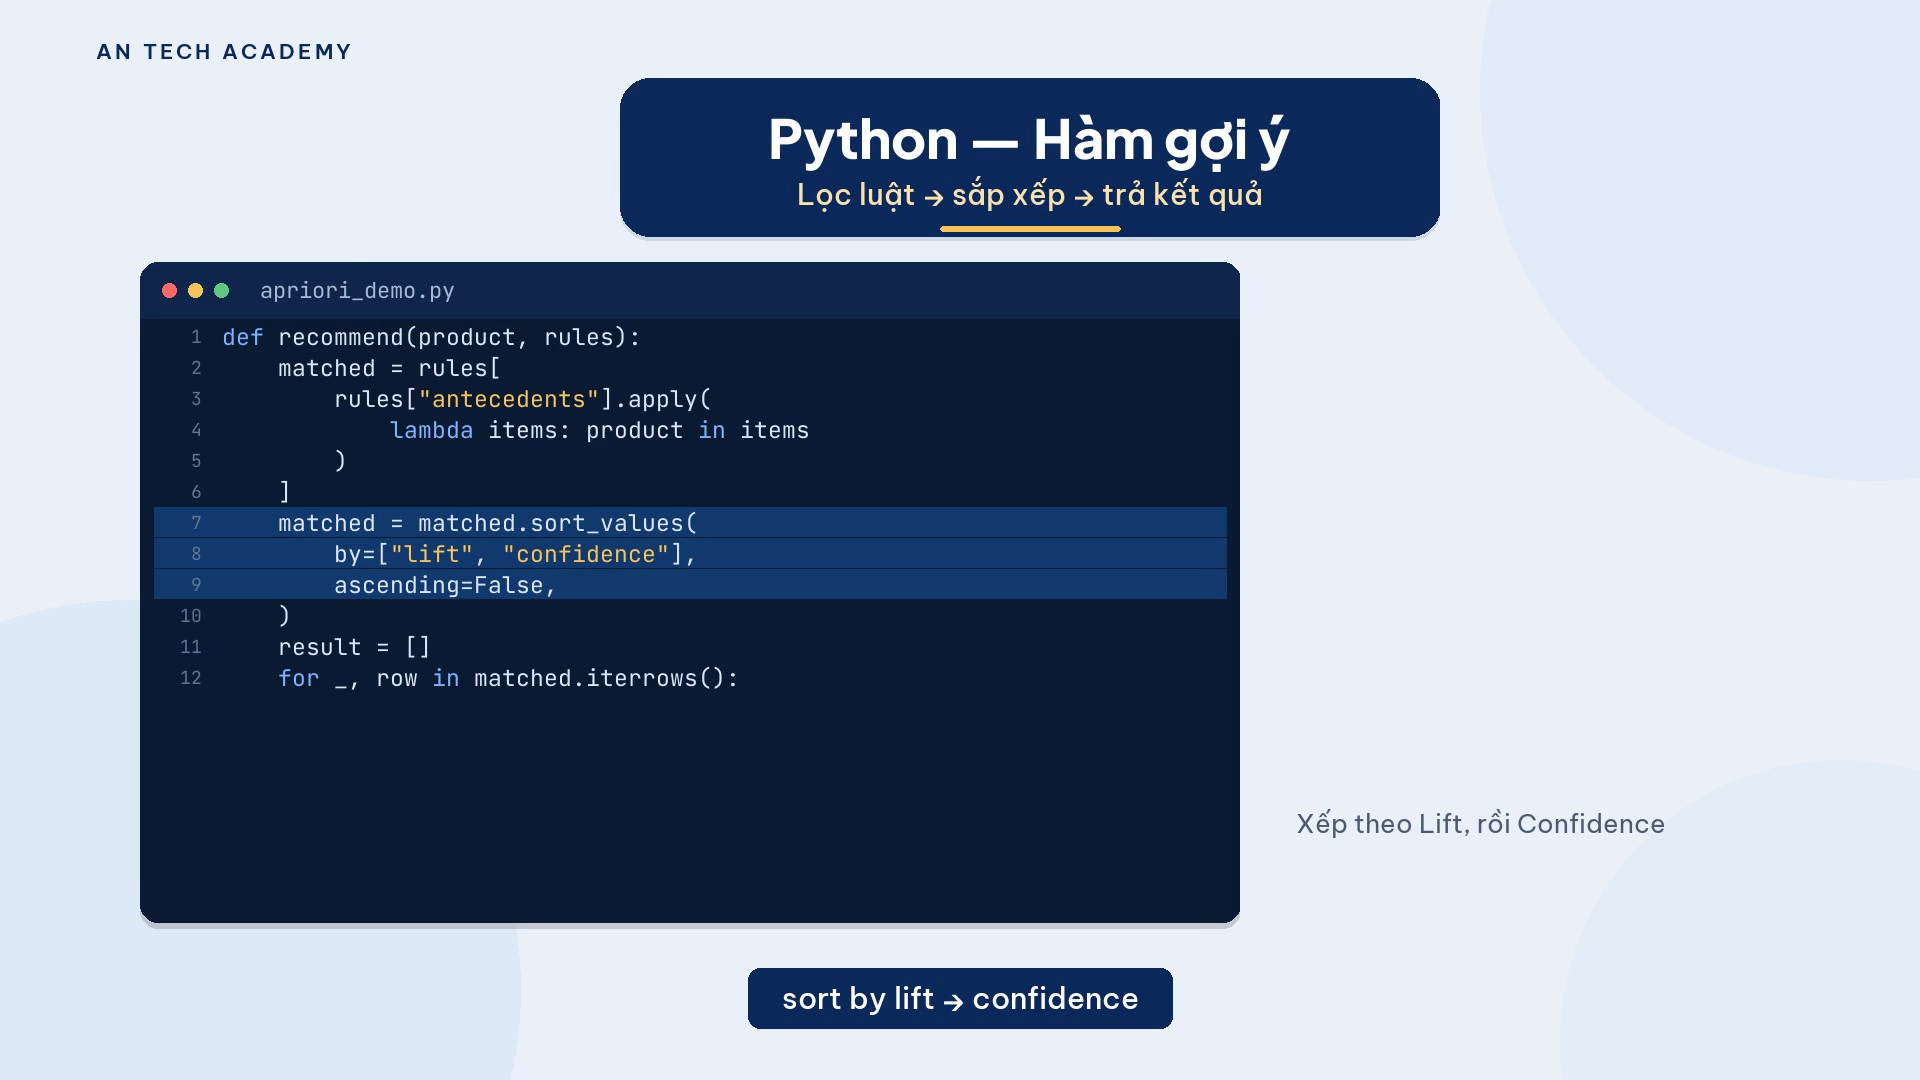 AN TECH ACADEMY
Python — Hàm gợi ý
Lọc luật → sắp xếp → trả kết quả
apriori_demo.py
1 def recommend(product, rules):
2     matched = rules[
3         rules["antecedents"].apply(
4             lambda items: product in items
5         )
6     ]
7     matched = matched.sort_values(
8         by=["lift", "confidence"],
9         ascending=False,
10     )
11     result = []
12     for _, row in matched.iterrows():
Xếp theo Lift, rồi Confidence
sort by lift → confidence